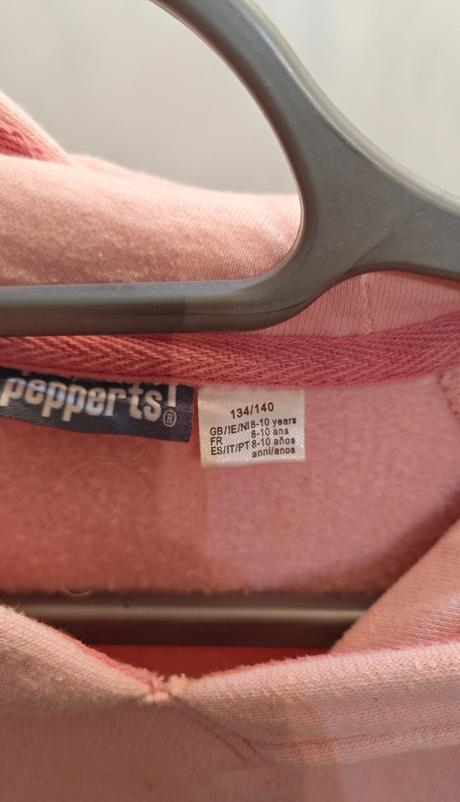 pepperts!®
134/140
GB/IE/NI 8-10 years
FR 8-10 ans
ES/IT/PT 8-10 años
anni/anos